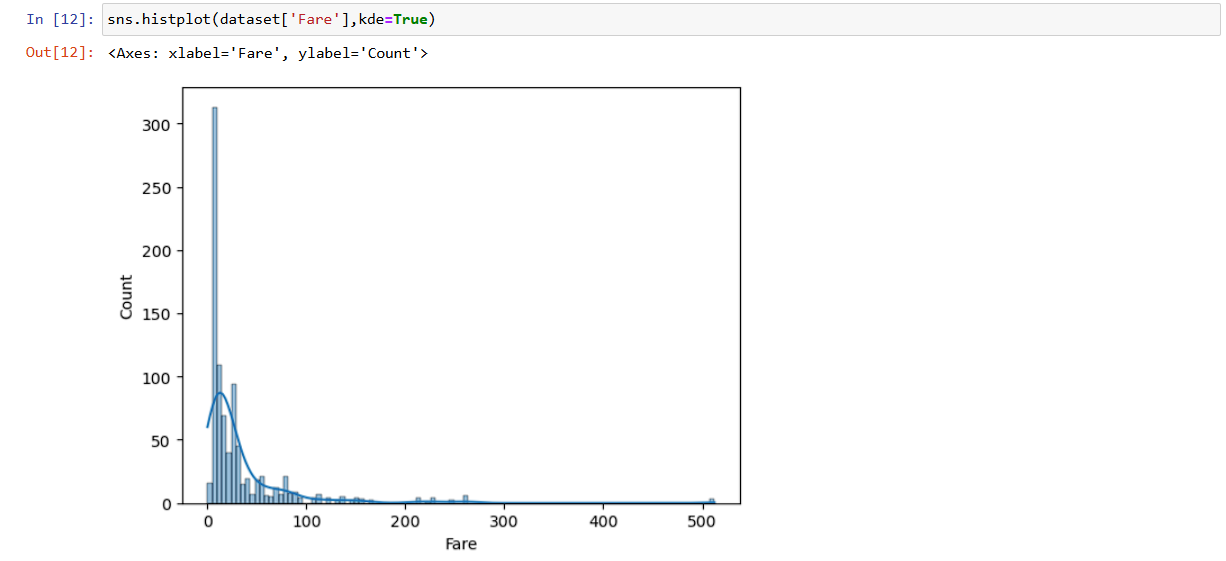 In [12]: sns.histplot(dataset['Fare'],kde=True)
Out[12]: <Axes: xlabel='Fare', ylabel='Count'>
300
250
200
150
100
50
0
Count
0 100 200 300 400 500
Fare